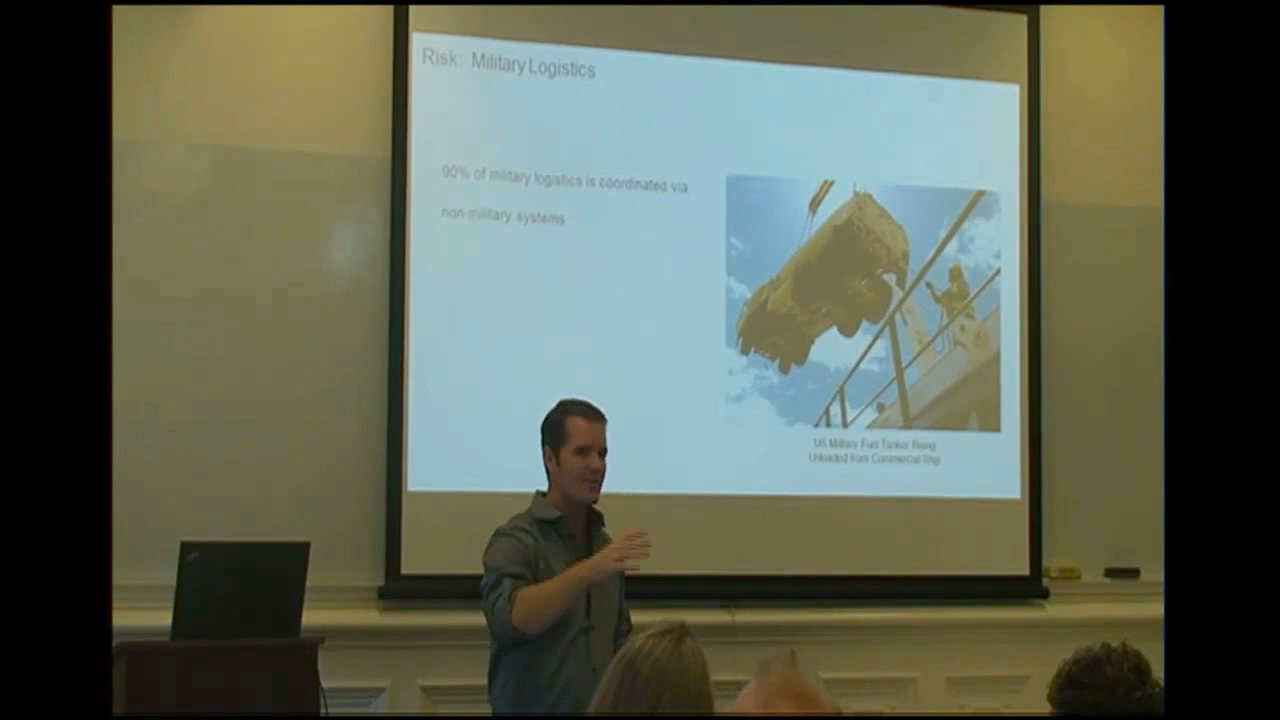 Risk: Military Logistics
90% of military logistics is coordinated via
non-military systems
US Military Fuel Tanker Being
Unloaded from Commercial Ship